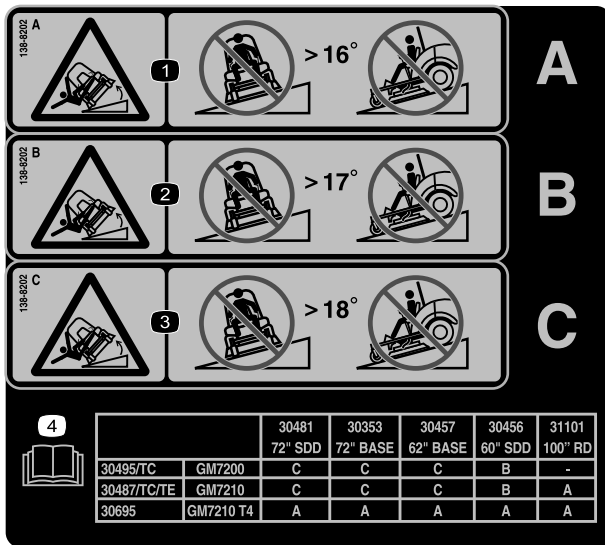 138-8202 A
1
> 16°
A
138-8202 B
2
> 17°
B
138-8202 C
3
> 18°
C
4
30481 30353 30457 30456 31101
72" SDD 72" BASE 62" BASE 60" SDD 100” RD
30495/TC GM7200 C C C B -
30487/TC/TE GM7210 C C C B A
30695 GM7210 T4 A A A A A